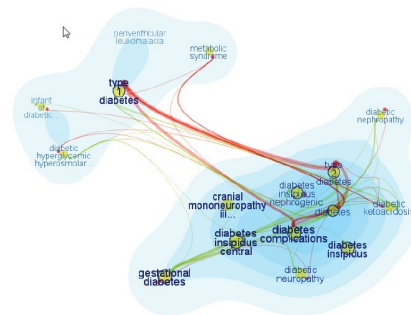 periventricular
leukomalacia
metabolic
syndrome
type
1
diabetes
infant
of
diabetic...
diabetic
hyperglycemic
hyperosmolar
diabetic
nephropathy
type
2
diabetes
diabetes
insipidus
nephrogenic
cranial
mononeuropathy
iii...
diabetes
diabetic
ketoacidosis
diabetes
insipidus
central
diabetes
complications
diabetes
insipidus
gestational
diabetes
diabetic
neuropathy